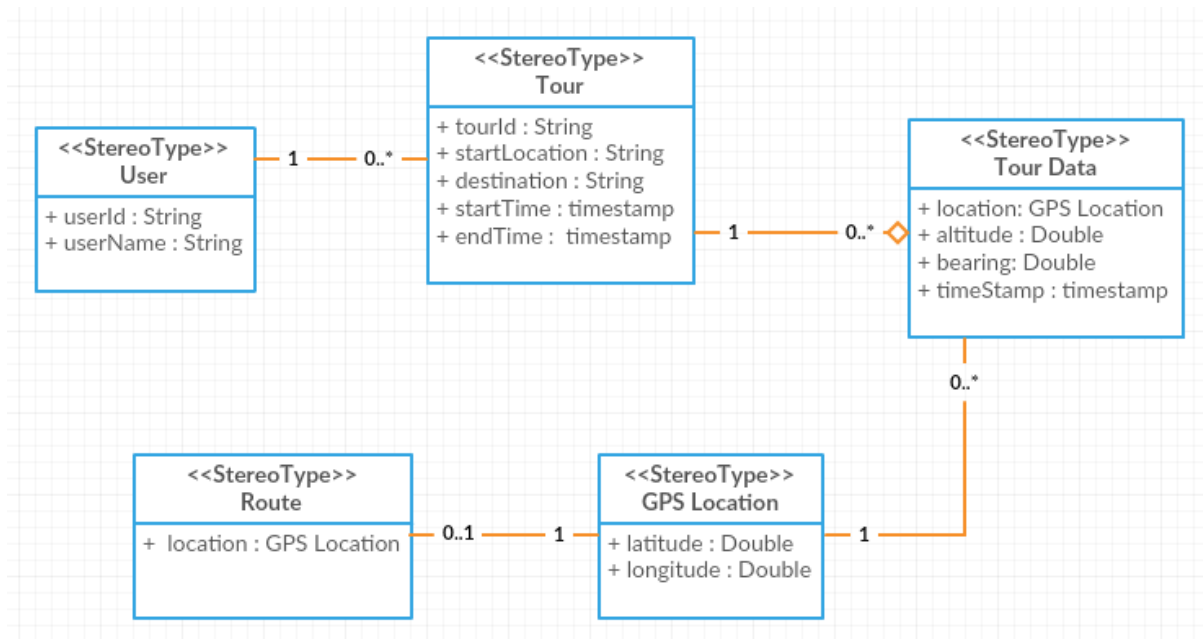 <<StereoType>>
Tour
+ tourId : String
+ startLocation : String
+ destination : String
+ startTime : timestamp
+ endTime :  timestamp
<<StereoType>>
User
+ userId : String
+ userName : String
1
0..*
<<StereoType>>
Tour Data
+ location: GPS Location
+ altitude : Double
+ bearing: Double
+ timeStamp : timestamp
1
0..*
0..*
<<StereoType>>
Route
+  location : GPS Location
0..1
1
<<StereoType>>
GPS Location
+ latitude : Double
+ longitude : Double
1